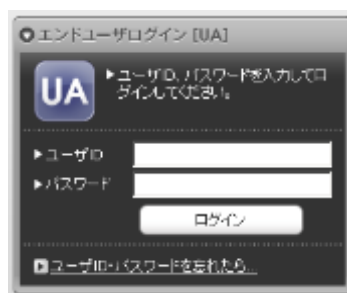 エンドユーザログイン [UA]
UA
ユーザID、パスワードを入力してロ
グインしてください。
ユーザID
パスワード
ログイン
ユーザID・パスワードを忘れたら...